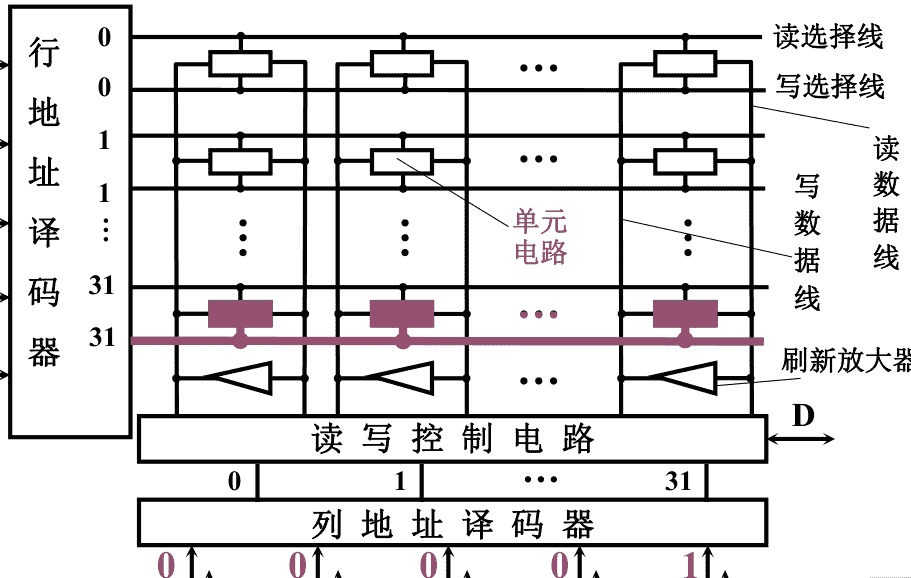 行地址译码器
0
0
1
1
⋮
31
31
读选择线
写选择线
读数据线
写数据线
单元
电路
刷新放大器
D
读写控制电路
0 1 ··· 31
列地址译码器
0 0 0 0 1